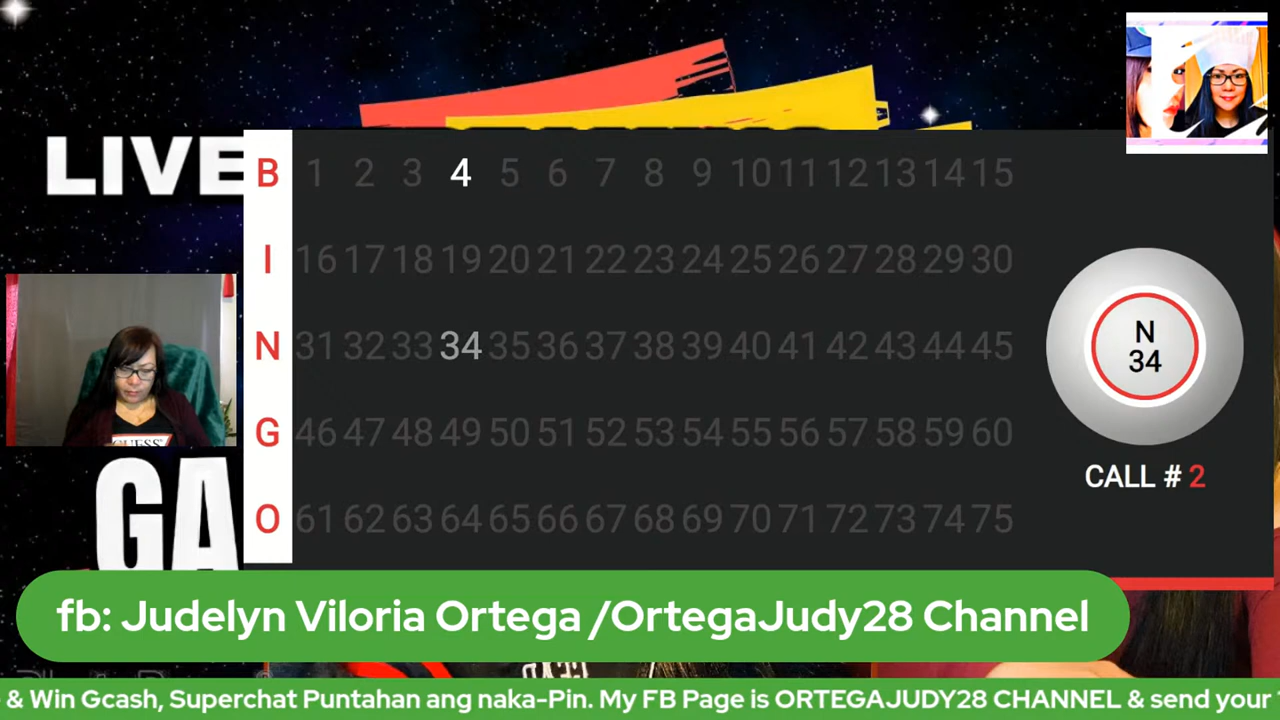 LIVE
B 1 2 3 4 5 6 7 8 9 10 11 12 13 14 15
I 16 17 18 19 20 21 22 23 24 25 26 27 28 29 30
N 31 32 33 34 35 36 37 38 39 40 41 42 43 44 45
G 46 47 48 49 50 51 52 53 54 55 56 57 58 59 60
O 61 62 63 64 65 66 67 68 69 70 71 72 73 74 75
N
34
CALL # 2
GUESS
GA
fb: Judelyn Viloria Ortega /OrtegaJudy28 Channel
& Win Gcash, Superchat Puntahan ang naka-Pin. My FB Page is ORTEGAJUDY28 CHANNEL & send your